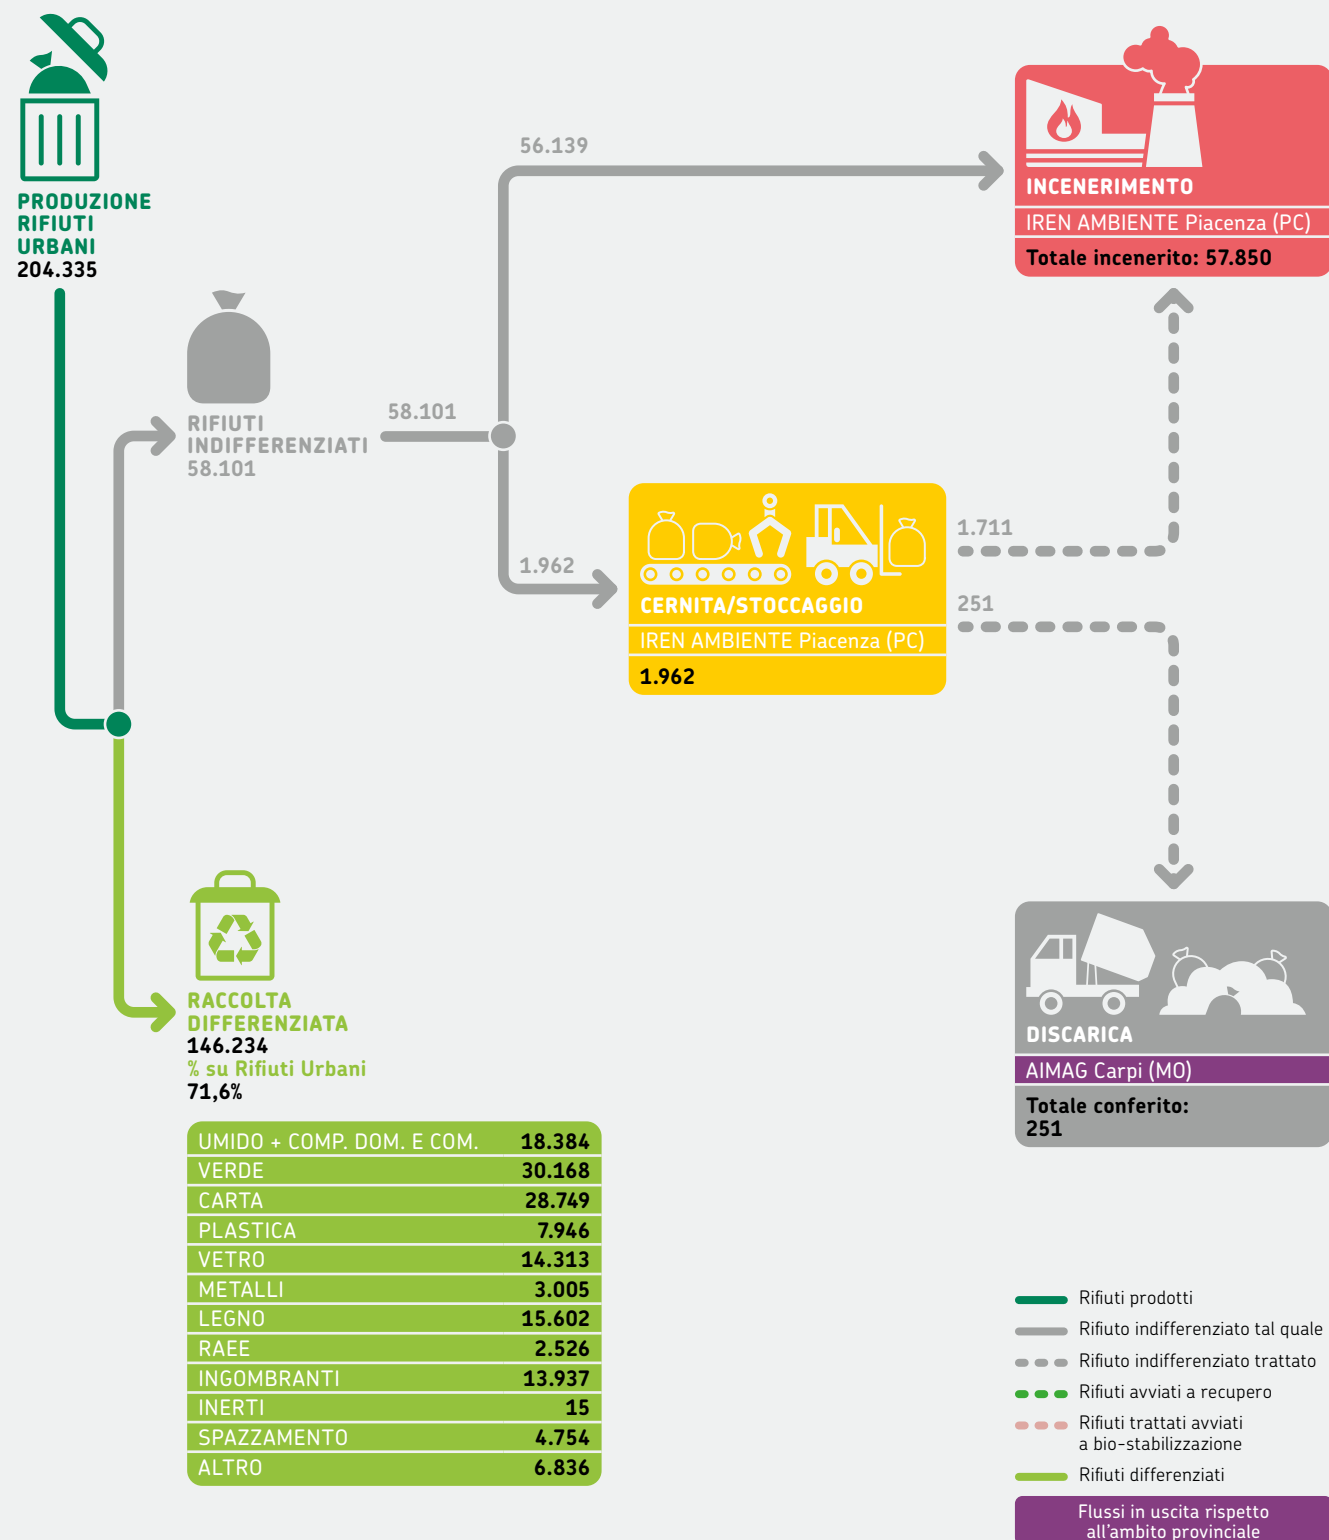 PRODUZIONE
RIFIUTI
URBANI
204.335
56.139
INCENERIMENTO
IREN AMBIENTE Piacenza (PC)
Totale incenerito: 57.850
RIFIUTI
INDIFFERENZIATI
58.101
58.101
1.962
CERNITA/STOCCAGGIO
IREN AMBIENTE Piacenza (PC)
1.962
1.711
251
DISCARICA
AIMAG Carpi (MO)
Totale conferito:
251
RACCOLTA
DIFFERENZIATA
146.234
% su Rifiuti Urbani
71,6%
UMIDO + COMP. DOM. E COM. 18.384
VERDE 30.168
CARTA 28.749
PLASTICA 7.946
VETRO 14.313
METALLI 3.005
LEGNO 15.602
RAEE 2.526
INGOMBRANTI 13.937
INERTI 15
SPAZZAMENTO 4.754
ALTRO 6.836
Rifiuti prodotti
Rifiuto indifferenziato tal quale
Rifiuto indifferenziato trattato
Rifiuti avviati a recupero
Rifiuti trattati avviati
a bio-stabilizzazione
Rifiuti differenziati
Flussi in uscita rispetto
all'ambito provinciale